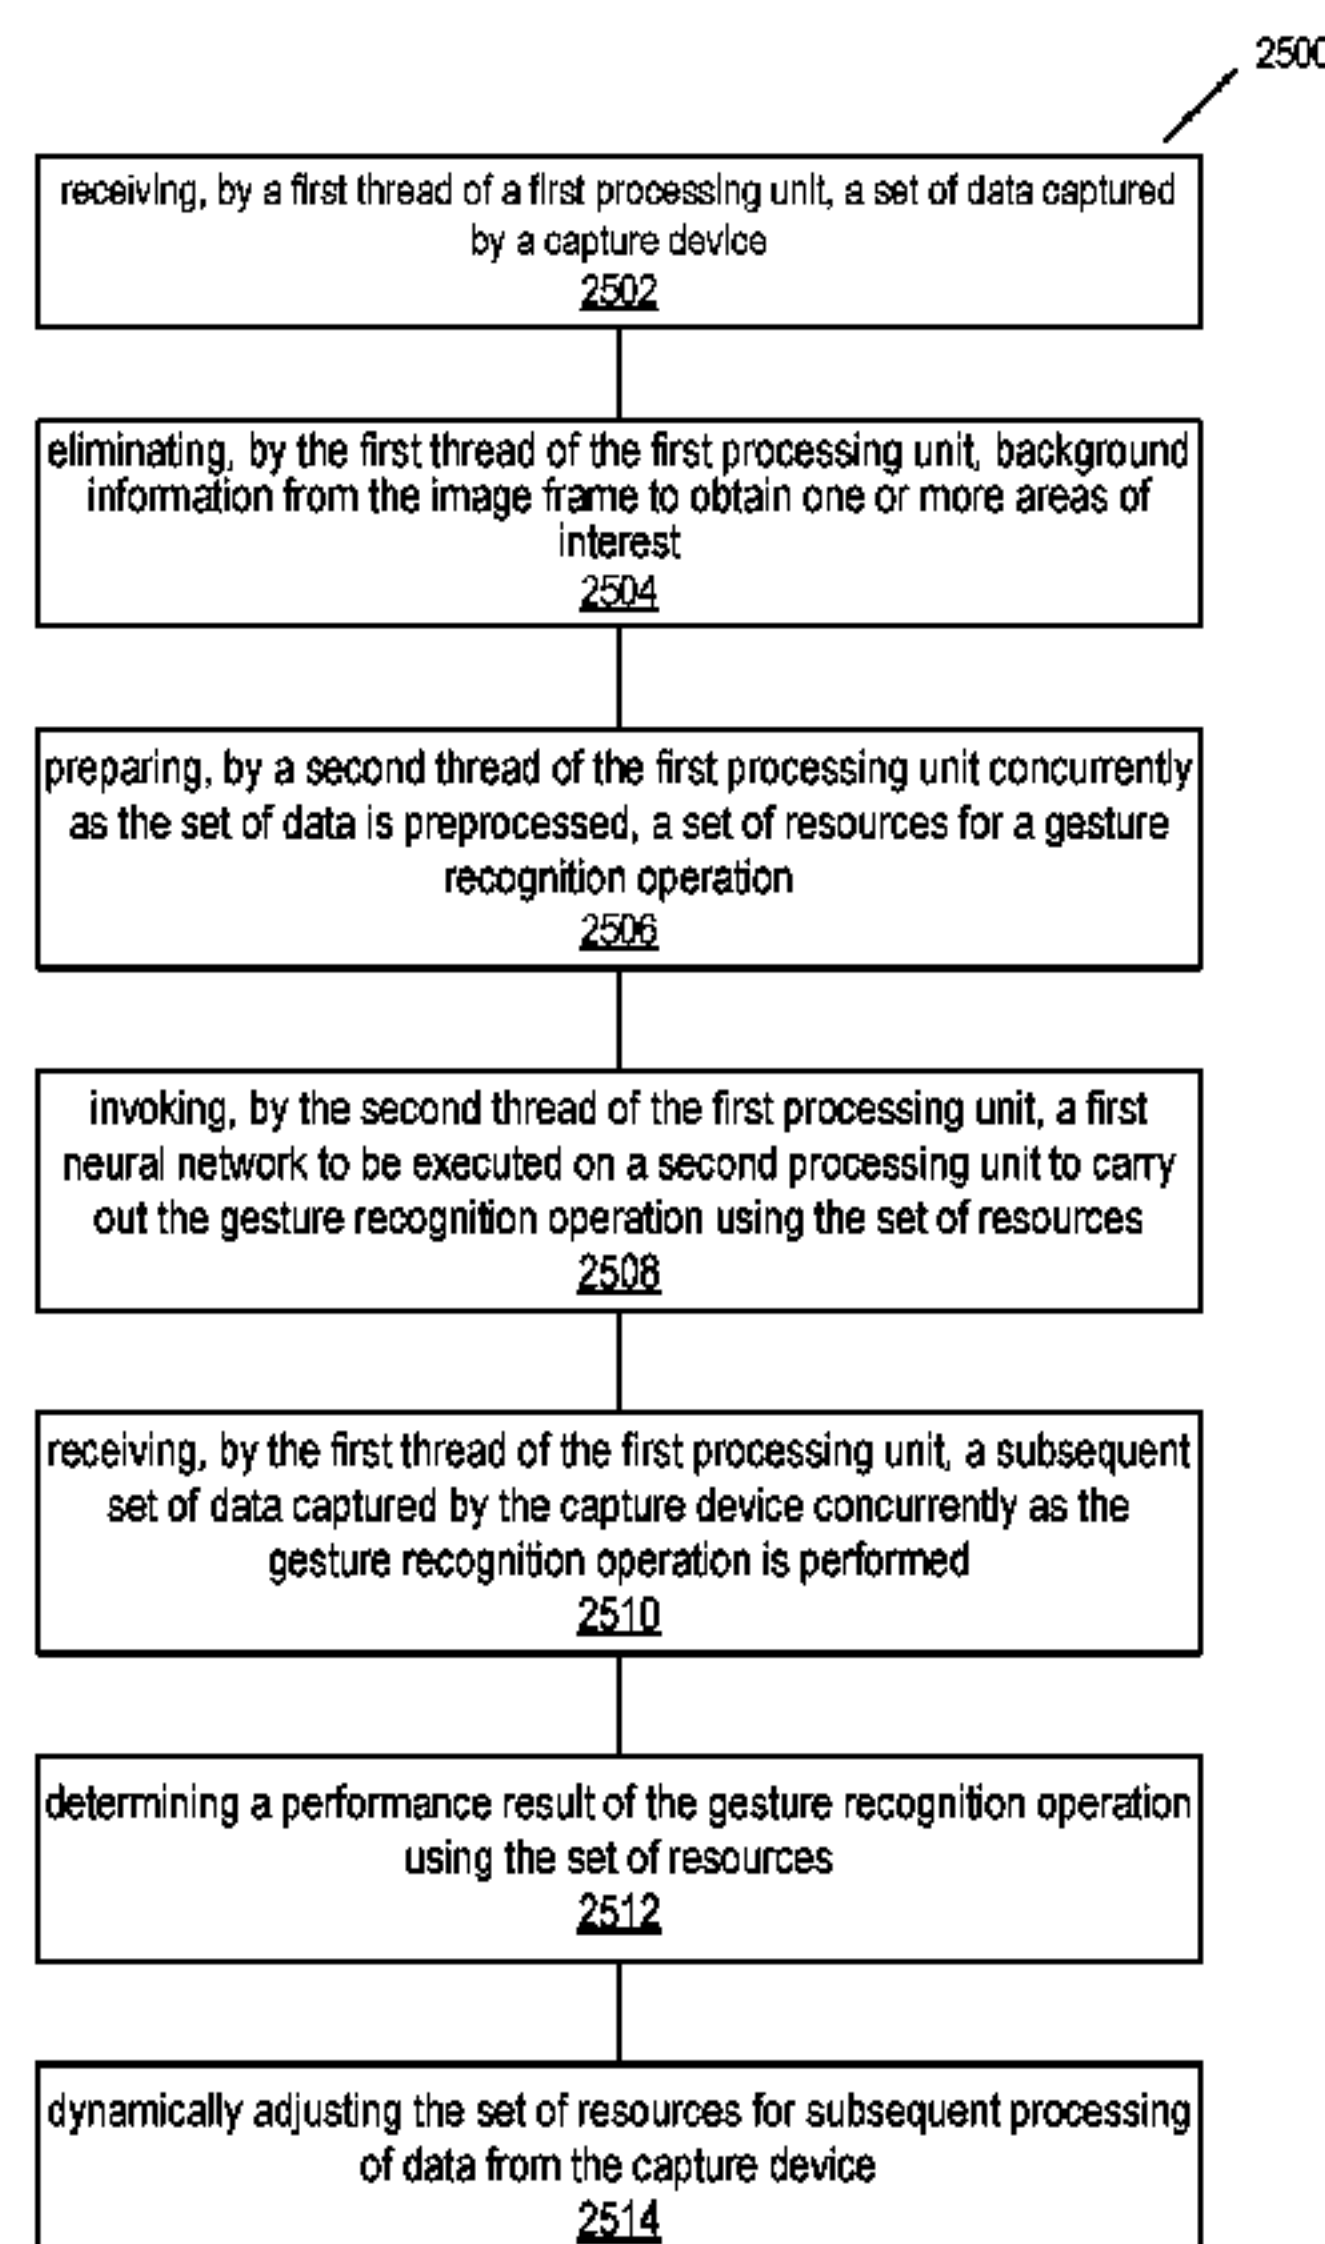 2500
receiving, by a first thread of a first processing unit, a set of data captured
by a capture device
2502
eliminating, by the first thread of the first processing unit, background
information from the image frame to obtain one or more areas of
interest
2504
preparing, by a second thread of the first processing unit concurrently
as the set of data is preprocessed, a set of resources for a gesture
recognition operation
2506
invoking, by the second thread of the first processing unit, a first
neural network to be executed on a second processing unit to carry
out the gesture recognition operation using the set of resources
2508
receiving, by the first thread of the first processing unit, a subsequent
set of data captured by the capture device concurrently as the
gesture recognition operation is performed
2510
determining a performance result of the gesture recognition operation
using the set of resources
2512
dynamically adjusting the set of resources for subsequent processing
of data from the capture device
2514